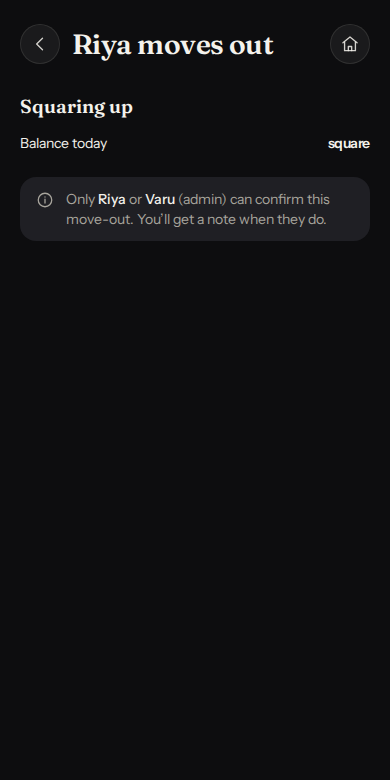 Riya moves out
Squaring up
Balance today square
Only Riya or Varu (admin) can confirm this
move-out. You'll get a note when they do.